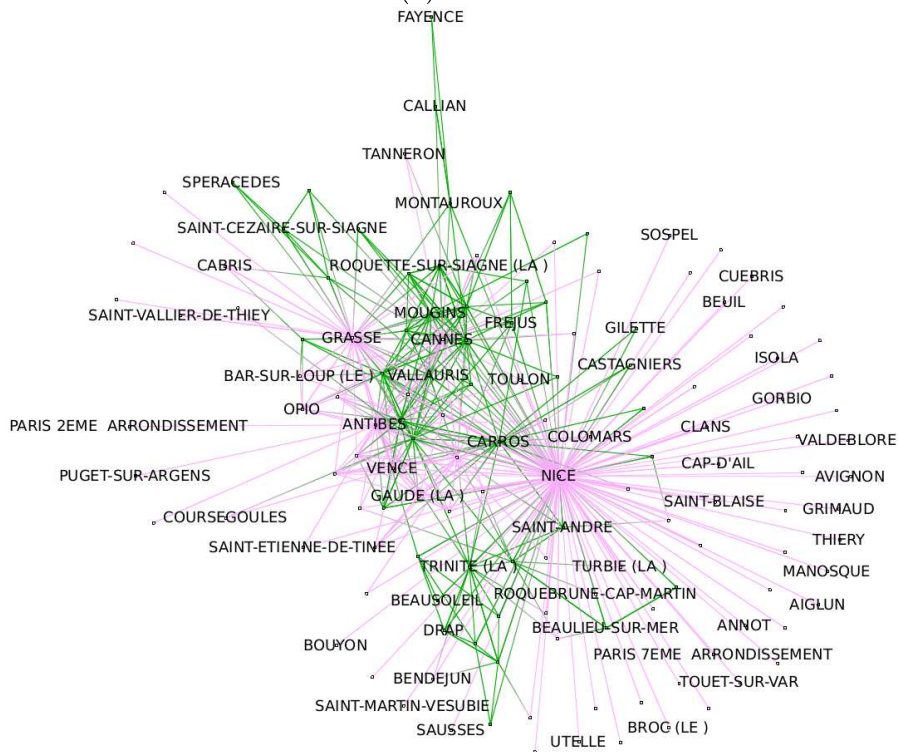 FAYENCE
CALLIAN
TANNERON
SPERACEDES
MONTAUROUX
SAINT-CEZAIRE-SUR-SIAGNE
SOSPEL
CABRIS
ROQUETTE-SUR-SIAGNE (LA )
CUEBRIS
BEUIL
SAINT-VALLIER-DE-THIEY
MOUGINS
FREJUS
GILETTE
GRASSE
CANNES
ISOLA
CASTAGNIERS
BAR-SUR-LOUP (LE )
VALLAURIS
TOULON
GORBIO
OPIO
PARIS 2EME ARRONDISSEMENT
ANTIBES
CARROS
COLOMARS
CLANS
VALDEBLORE
CAP-D'AIL
PUGET-SUR-ARGENS
VENCE
NICE
AVIGNON
GAUDE (LA )
SAINT-BLAISE
GRIMAUD
COURSEGOULES
SAINT-ANDRE
THIERY
SAINT-ETIENNE-DE-TINEE
TRINITE (LA )
TURBIE (LA )
MANOSQUE
BEAUSOLEIL
ROQUEBRUNE-CAP-MARTIN
AIGLUN
DRAP
BEAULIEU-SUR-MER
ANNOT
BOUYON
PARIS 7EME ARRONDISSEMENT
BENDEJUN
TOUET-SUR-VAR
SAINT-MARTIN-VESUBIE
SAUSSES
BROC (LE )
UTELLE